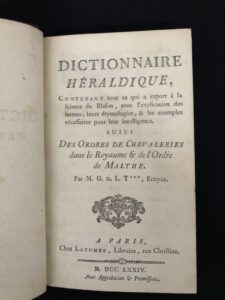 DICTIONNAIRE
HÉRALDIQUE,
CONTENANT tout ce qui a raport à la
science du Blason, avec l'explication des
termes; leurs étymologies, & les exemples
nécessaires pour leur intelligence.
SUIVI
DES ORDRES DE CHEVALERIES
dans le Royaume & de l'Ordre
DE MALTHE.
Par M. G. D. L. T***, Ecuyer.
A PARIS,
Chez LACOMBE, Libraire, rue Christine.
M. DCC LXXIV.
Avec Approbation & Permission.